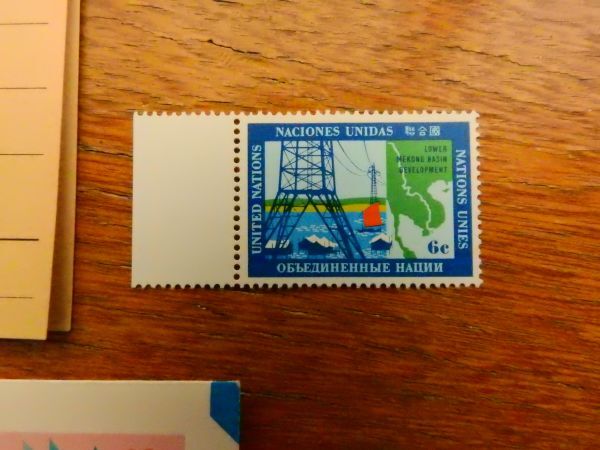 NACIONES UNIDAS 聯合國
UNITED NATIONS
NATIONS UNIES
LOWER
MEKONG BASIN
DEVELOPMENT
6c
ОБЪЕДИНЕННЫЕ НАЦИИ